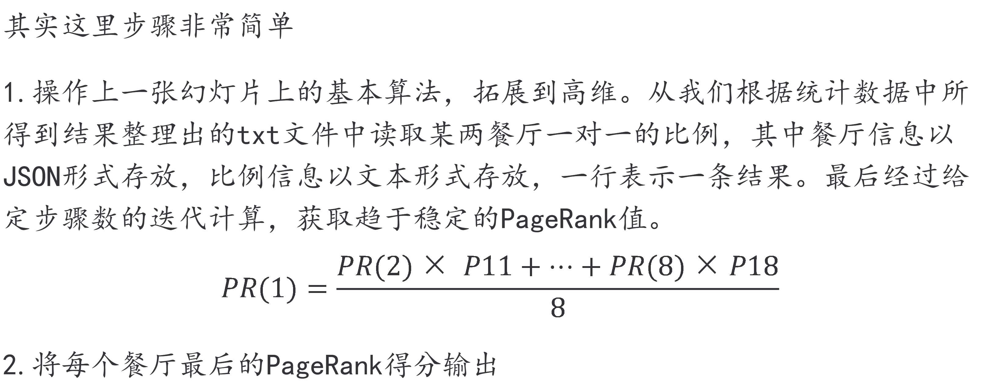 其实这里步骤非常简单
1. 操作上一张幻灯片上的基本算法，拓展到高维。从我们根据统计数据中所
得到结果整理出的txt文件中读取某两餐厅一对一的比例，其中餐厅信息以
JSON形式存放，比例信息以文本形式存放，一行表示一条结果。最后经过给
定步骤数的迭代计算，获取趋于稳定的PageRank值。
PR(1) = \frac{PR(2) × P11 + ⋯ + PR(8) × P18}{8}
2. 将每个餐厅最后的PageRank得分输出